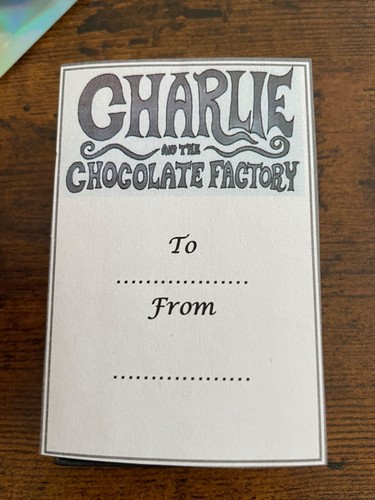 CHARLIE
AND THE
CHOCOLATE FACTORY
To
..................
From
..................